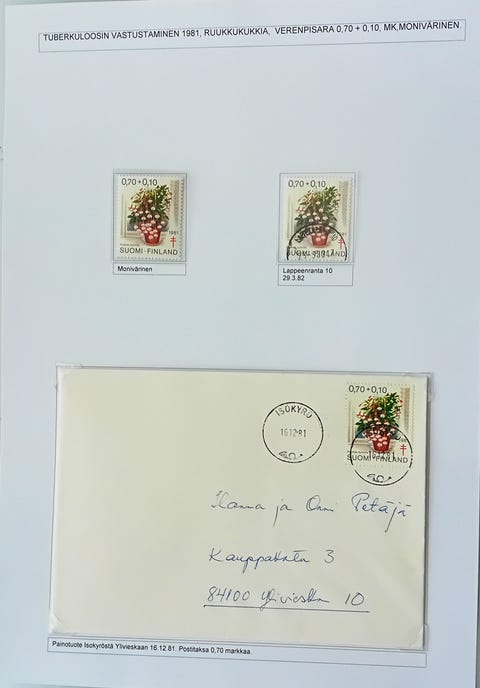 TUBERKULOOSIN VASTUSTAMINEN 1981, RUUKKUKUKKIA, VERENPISARA 0,70 + 0,10, MK,MONIVÄRINEN
0,70+0,10
1981
SUOMI-FINLAND
Monivärinen
0,70+0,10
SUOMI-FINLAND
Lappeenranta 10
29.3.82
0,70+0,10
SUOMI-FINLAND
ISOKYRÖ
16.12.81
16.12.81
ja Onni Petäjä
Kauppakatu 3
84100 Ylivieska 10
Painotuote Isokyröstä Ylivieskaan 16.12.81. Postitaksa 0,70 markkaa.